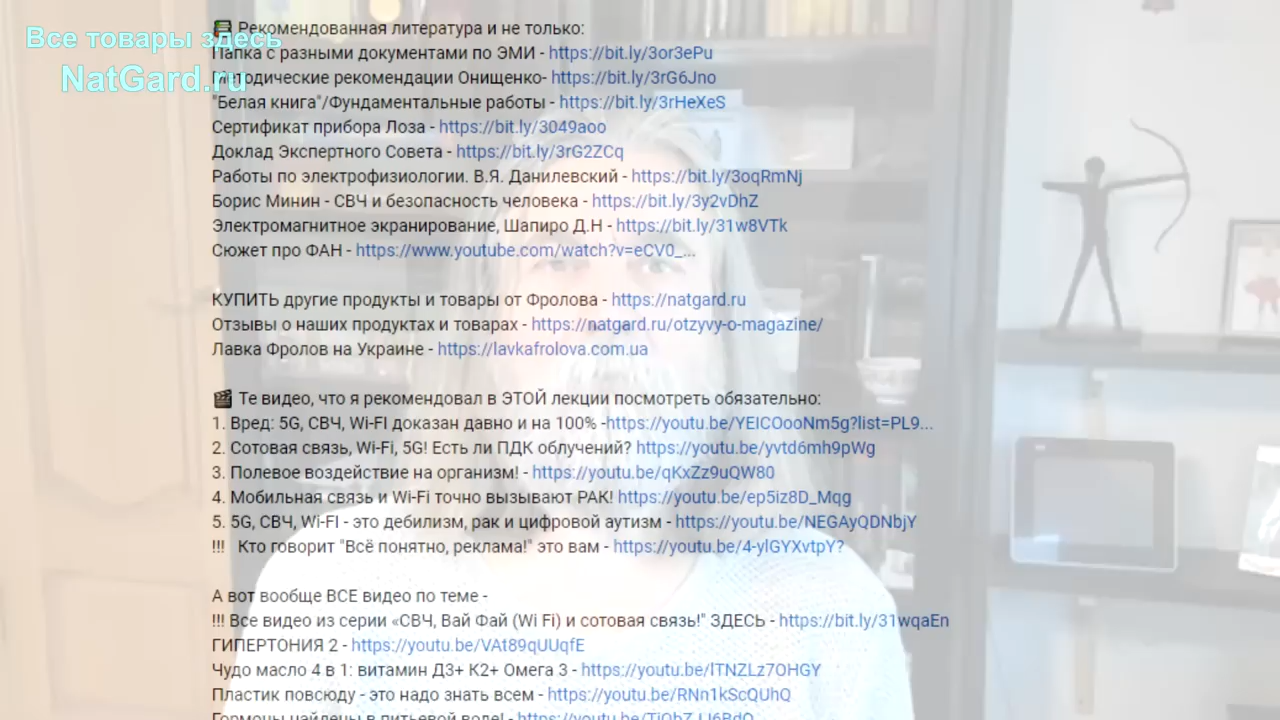 Все товары здесь
NatGard.ru
Рекомендованная литература и не только:
Папка с разными документами по ЭМИ - https://bit.ly/3or3ePu
Методические рекомендации Онищенко- https://bit.ly/3rG6Jno
"Белая книга"/Фундаментальные работы - https://bit.ly/3rHeXeS
Сертификат прибора Лоза - https://bit.ly/3049aoo
Доклад Экспертного Совета - https://bit.ly/3rG2ZCq
Работы по электрофизиологии. В.Я. Данилевский - https://bit.ly/3oqRmNj
Борис Минин - СВЧ и безопасность человека - https://bit.ly/3y2vDhZ
Электромагнитное экранирование, Шапиро Д.Н - https://bit.ly/31w8VTk
Сюжет про ФАН - https://www.youtube.com/watch?v=eCV0_...
КУПИТЬ другие продукты и товары от Фролова - https://natgard.ru
Отзывы о наших продуктах и товарах - https://natgard.ru/otzyvy-o-magazine/
Лавка Фролов на Украине - https://lavkafrolova.com.ua
Те видео, что я рекомендовал в ЭТОЙ лекции посмотреть обязательно:
1. Вред: 5G, СВЧ, Wi-FI доказан давно и на 100% -https://youtu.be/YEICOooNm5g?list=PL9...
2. Сотовая связь, Wi-Fi, 5G! Есть ли ПДК облучений? https://youtu.be/yvtd6mh9pWg
3. Полевое воздействие на организм! - https://youtu.be/qKxZz9uQW80
4. Мобильная связь и Wi-Fi точно вызывают РАК! https://youtu.be/ep5iz8D_Mqg
5. 5G, СВЧ, Wi-FI - это дебилизм, рак и цифровой аутизм - https://youtu.be/NEGAyQDNbjY
!!! Кто говорит "Всё понятно, реклама!" это вам - https://youtu.be/4-ylGYXvtpY?
А вот вообще ВСЕ видео по теме -
!!! Все видео из серии «СВЧ, Вай Фай (Wi Fi) и сотовая связь!" ЗДЕСЬ - https://bit.ly/31wqaEn
ГИПЕРТОНИЯ 2 - https://youtu.be/VAt89qUUqfE
Чудо масло 4 в 1: витамин Д3+ К2+ Омега 3 - https://youtu.be/lTNZLz7OHGY
Пластик повсюду - это надо знать всем - https://youtu.be/RNn1kScQUhQ
Гормоны найдены в питьевой воде! -